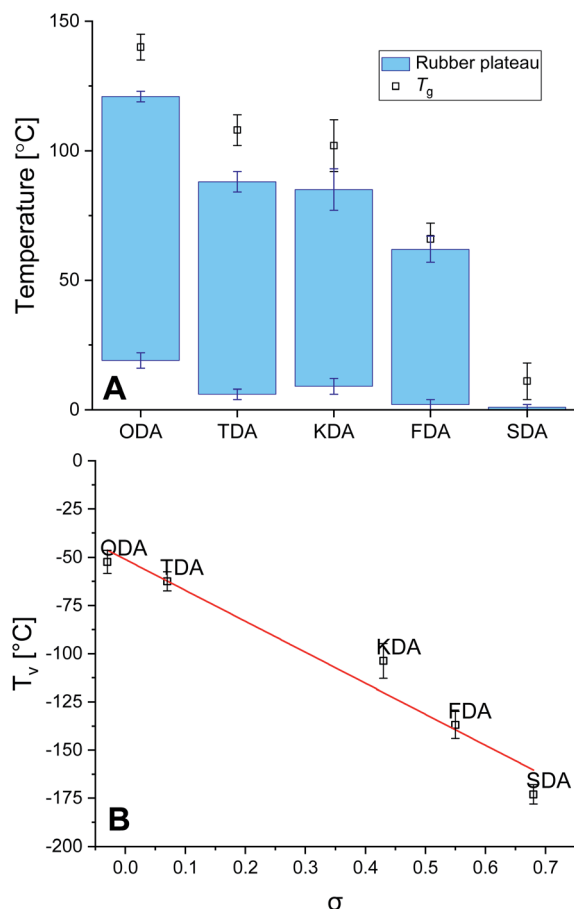 150
Rubber plateau
Tg
100
Temperature [°C]
50
A
0
ODA TDA KDA FDA SDA
-0
-25
ODA
-50
TDA
-75
Tv [°C]
-100
KDA
-125
FDA
-150
SDA
-175
B
-200
0.0 0.1 0.2 0.3 0.4 0.5 0.6 0.7
σ